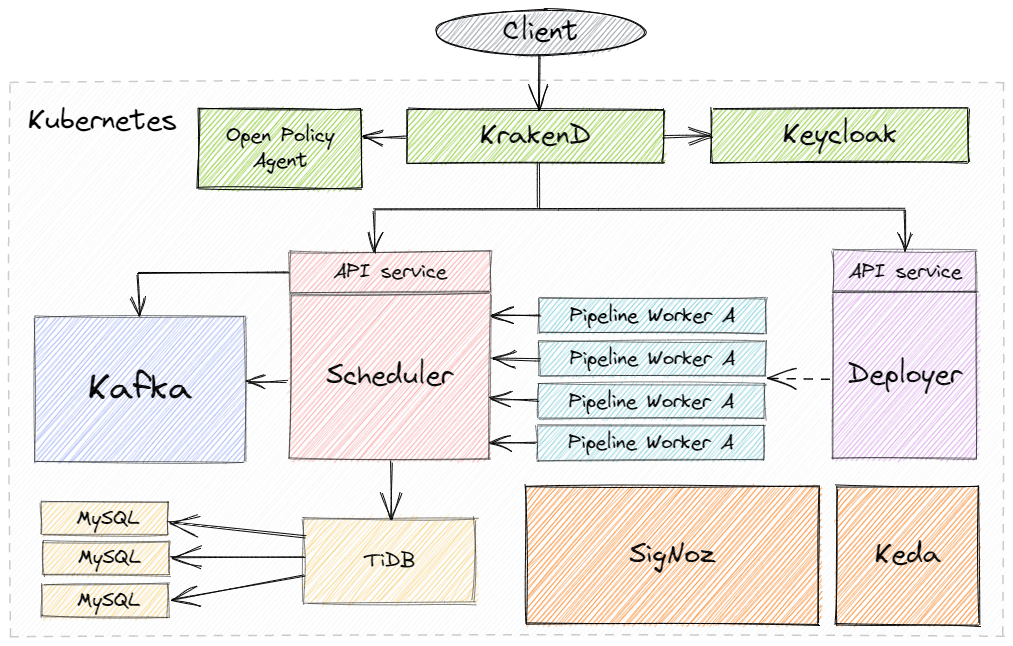 Client
Kubernetes
Open Policy
Agent
KrakenD
Keycloak
API service
API service
Kafka
Scheduler
Pipeline Worker A
Pipeline Worker A
Pipeline Worker A
Pipeline Worker A
Deployer
MySQL
MySQL
MySQL
TiDB
SigNoz
Keda